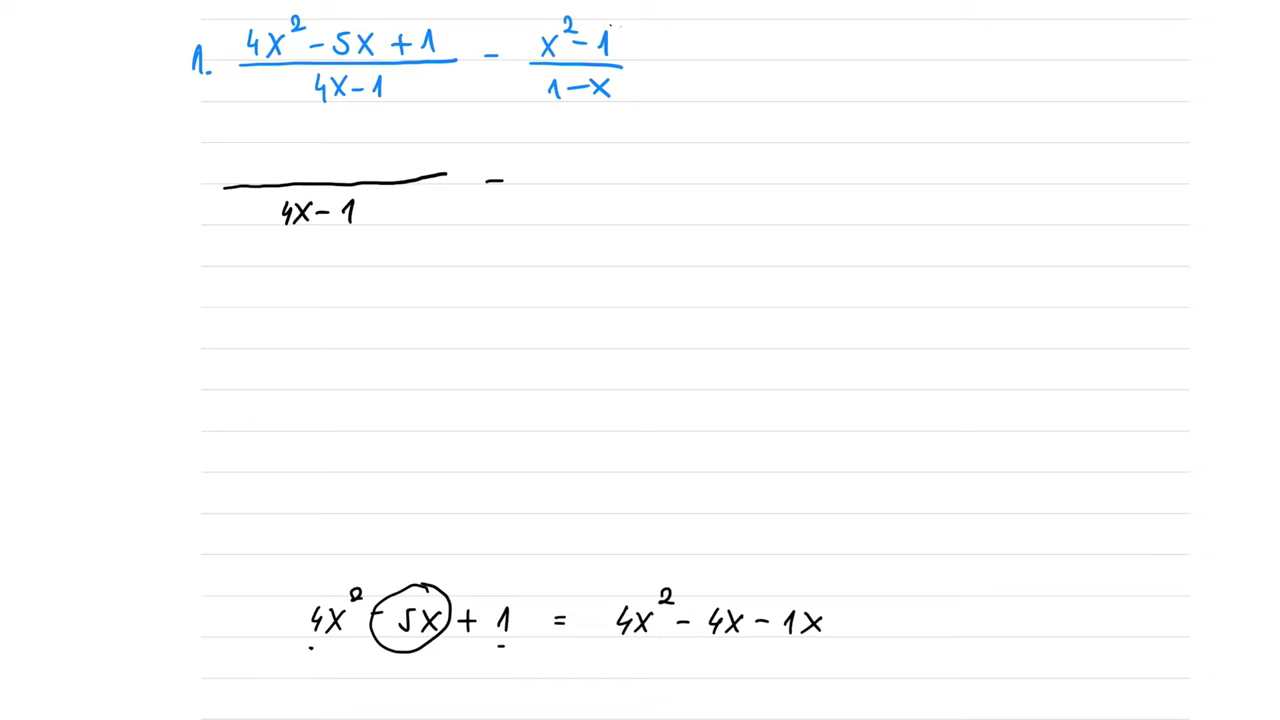 1. (4x² - 5x + 1)/(4x - 1) - (x² - 1)/(1 - x)
/(4x - 1) -
4x² - 5x + 1 = 4x² - 4x - 1x